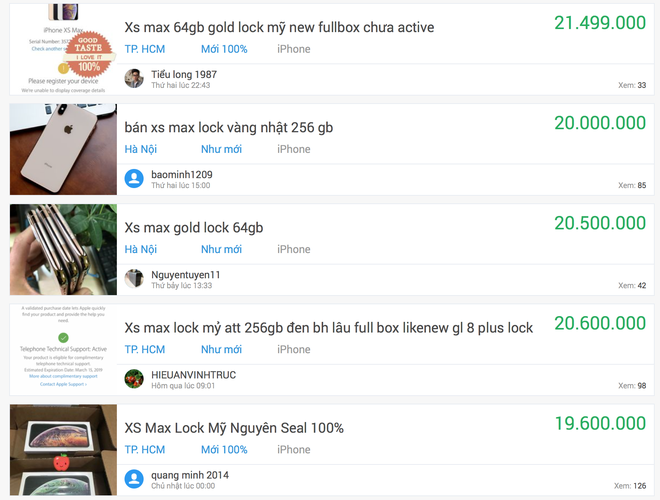 iPhone XS Max
Serial Number: 357
Check another
GOOD
TASTE
I LOVE IT
100%
Please register your device
We're unable to display coverage details
Xs max 64gb gold lock mỹ new fullbox chưa active
21.499.000
TP. HCM Mới 100% iPhone
Tiểu long 1987
Thứ hai lúc 22:43
Xem: 33
bán xs max lock vàng nhật 256 gb
20.000.000
Hà Nội Như mới iPhone
baominh1209
Thứ hai lúc 15:00
Xem: 85
Xs max gold lock 64gb
20.500.000
Hà Nội Như mới iPhone
Nguyentuyen11
Thứ bảy lúc 13:33
Xem: 42
A validated purchase date lets Apple quickly
find your product and provide the help you
need.
Telephone Technical Support: Active
Your product is eligible for complimentary
telephone technical support.
Estimated Expiration Date: March 15, 2019
More about complimentary support
Contact Apple Support >
Xs max lock mỷ att 256gb đen bh lâu full box likenew gl 8 plus lock
20.600.000
TP. HCM Như mới iPhone
HIEUANVINHTRUC
Hôm qua lúc 09:01
Xem: 98
XS Max Lock Mỹ Nguyên Seal 100%
19.600.000
TP. HCM Mới 100% iPhone
quang minh 2014
Chủ nhật lúc 00:00
Xem: 126